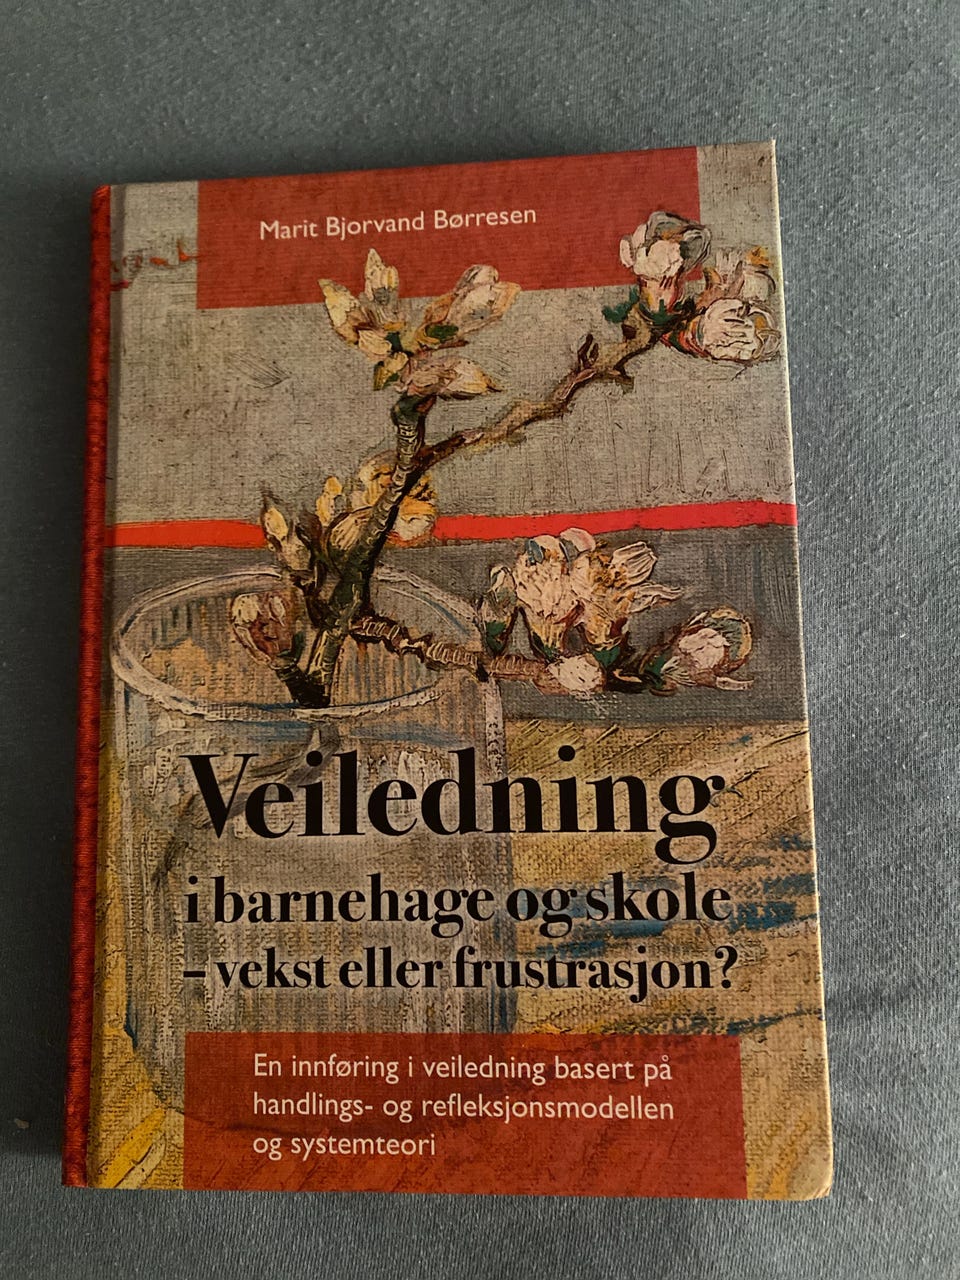 Marit Bjorvand Børresen
Veiledning
i barnehage og skole
– vekst eller frustrasjon?
En innføring i veiledning basert på
handlings- og refleksjonsmodellen
og systemteori